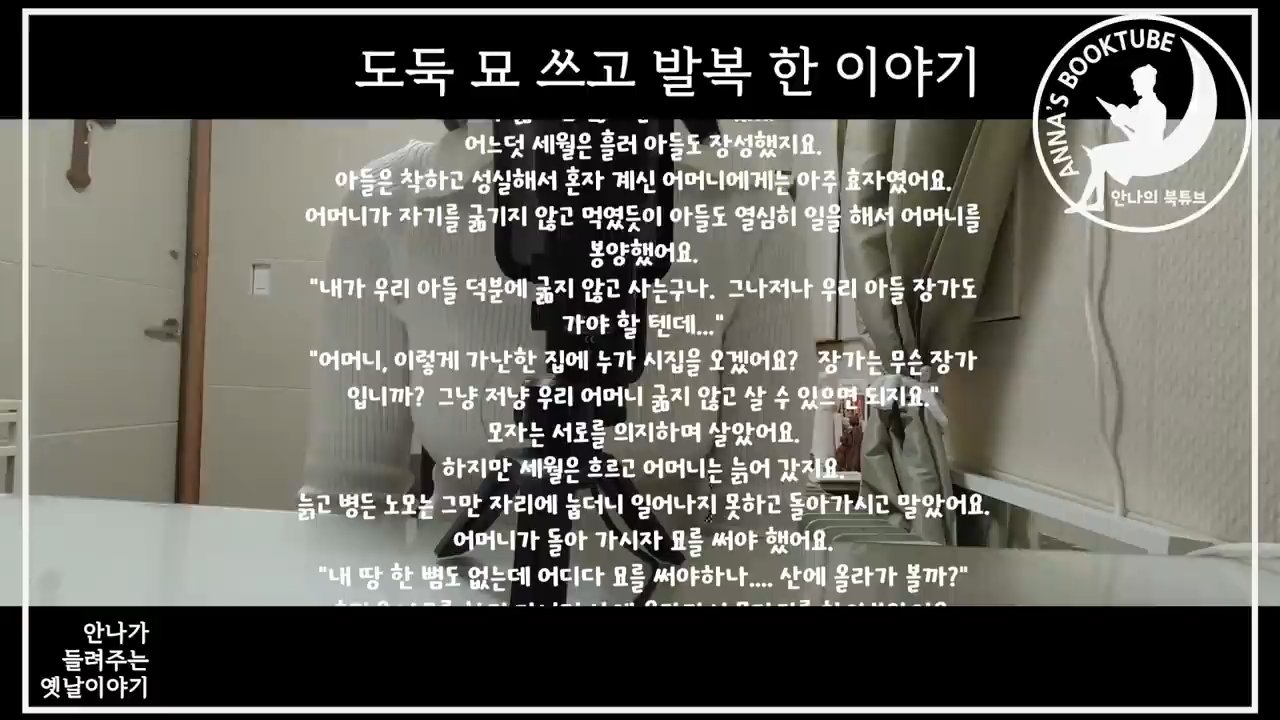 도둑 묘 쓰고 발복 한 이야기
ANNA'S BOOKTUBE
안나의 북튜브
어느덧 세월은 흘러 아들도 장성했지요.
아들은 착하고 성실해서 혼자 계신 어머니에게는 아주 효자였어요.
어머니가 자기를 굶기지 않고 먹였듯이 아들도 열심히 일을 해서 어머니를
봉양했어요.
"내가 우리 아들 덕분에 굶지 않고 사는구나. 그나저나 우리 아들 장가도
가야 할 텐데..."
"어머니, 이렇게 가난한 집에 누가 시집을 오겠어요? 장가는 무슨 장가
입니까? 그냥 저냥 우리 어머니 굶지 않고 살 수 있으면 되지요."
모자는 서로를 의지하며 살았어요.
하지만 세월은 흐르고 어머니는 늙어 갔지요.
늙고 병든 노모는 그만 자리에 눕더니 일어나지 못하고 돌아가시고 말았어요.
어머니가 돌아 가시자 묘를 써야 했어요.
"내 땅 한 뼘도 없는데 어디다 묘를 써야하나.... 산에 올라가 볼까?"
안나가
들려주는
옛날이야기